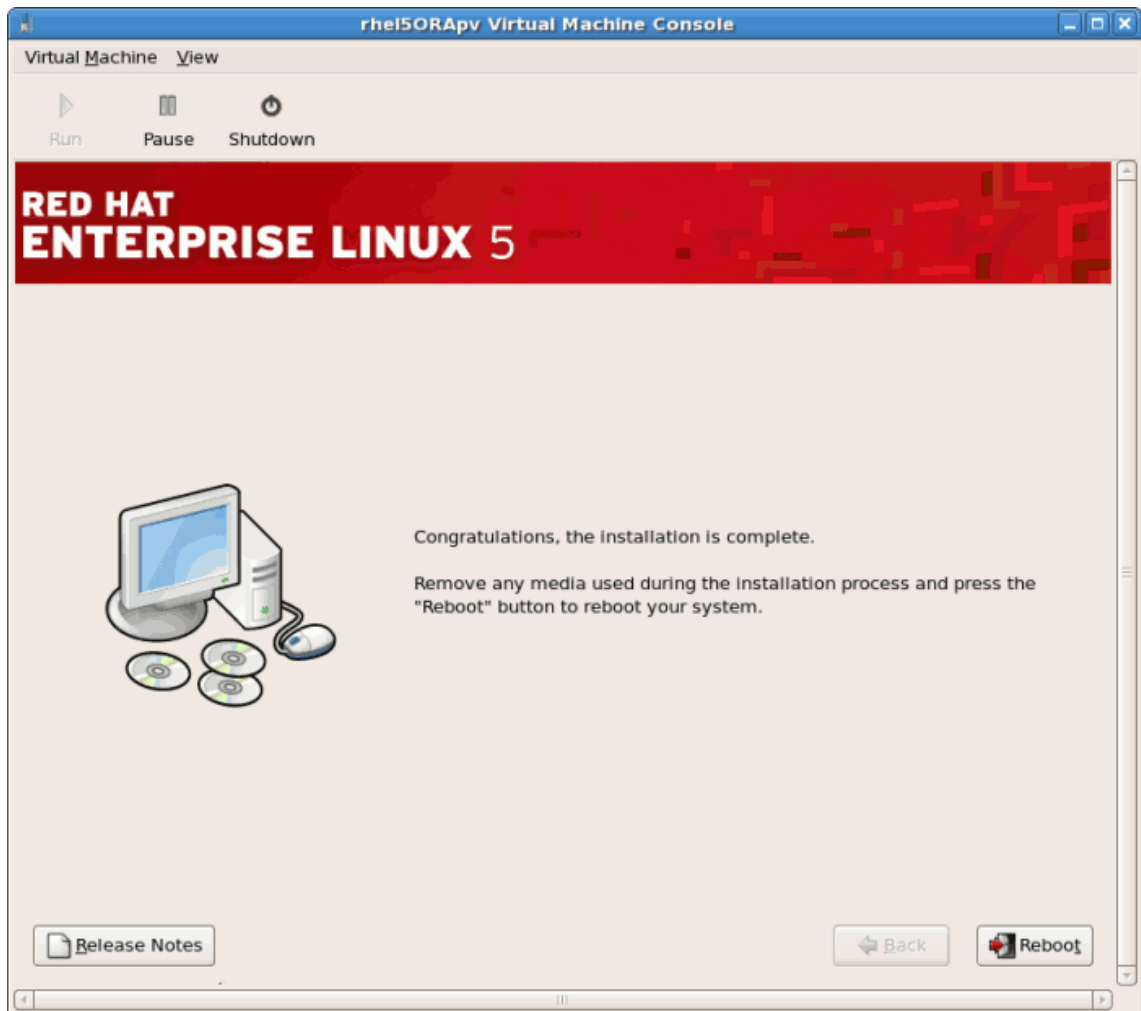 rhel5ORApv Virtual Machine Console
Virtual Machine View
Run Pause Shutdown
RED HAT
ENTERPRISE LINUX 5
Congratulations, the installation is complete.
Remove any media used during the installation process and press the
"Reboot" button to reboot your system.
Release Notes Back Reboot